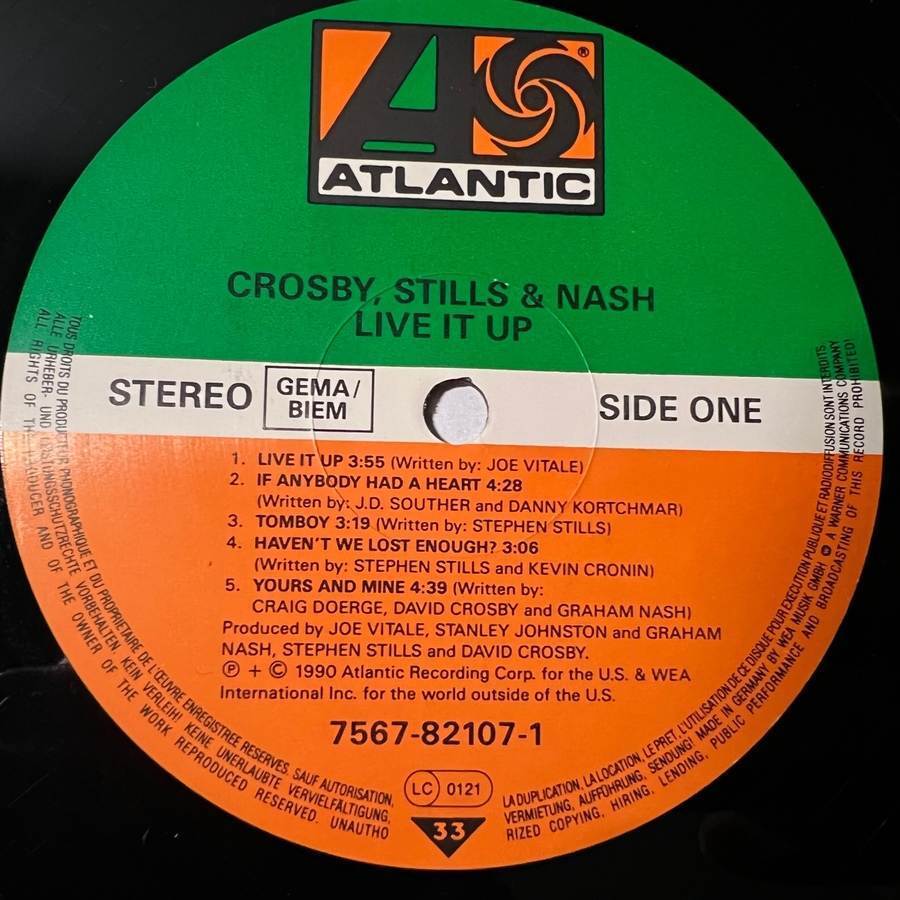 ATLANTIC
®
CROSBY, STILLS & NASH
LIVE IT UP
STEREO
GEMA/
BIEM
SIDE ONE
1. LIVE IT UP 3:55 (Written by: JOE VITALE)
2. IF ANYBODY HAD A HEART 4:28
(Written by: J.D. SOUTHER and DANNY KORTCHMAR)
3. TOMBOY 3:19 (Written by: STEPHEN STILLS)
4. HAVEN'T WE LOST ENOUGH? 3:06
(Written by: STEPHEN STILLS and KEVIN CRONIN)
5. YOURS AND MINE 4:39 (Written by:
CRAIG DOERGE, DAVID CROSBY and GRAHAM NASH)
Produced by JOE VITALE, STANLEY JOHNSTON and GRAHAM
NASH, STEPHEN STILLS and DAVID CROSBY.
℗ + © 1990 Atlantic Recording Corp. for the U.S. & WEA
International Inc. for the world outside of the U.S.
7567-82107-1
LC 0121
33
TOUS DROITS DU PRODUCTEUR PHONOGRAPHIQUE ET DU PROPRIETAIRE DE L'ŒUVRE ENREGISTREE RESERVES. SAUF AUTORISATION, LA DUPLICATION, LA LOCATION, LE PRET, L'UTILISATION DE CE DISQUE POUR EXECUTION PUBLIQUE ET RADIODIFFUSION SONT INTERDITS.
ALLE URHEBER- UND LEISTUNGSSCHUTZRECHTE VORBEHALTEN. KEIN VERLEIH! KEINE UNERLAUBTE VERVIELFÄLTIGUNG, VERMIETUNG, AUFFÜHRUNG, SENDUNG! MADE IN GERMANY BY WEA MUSIK GMBH A WARNER COMMUNICATIONS COMPANY
ALL RIGHTS OF THE PRODUCER AND OF THE OWNER OF THE WORK REPRODUCED RESERVED. UNAUTHORIZED COPYING, HIRING, LENDING, PUBLIC PERFORMANCE AND BROADCASTING OF THIS RECORD PROHIBITED!